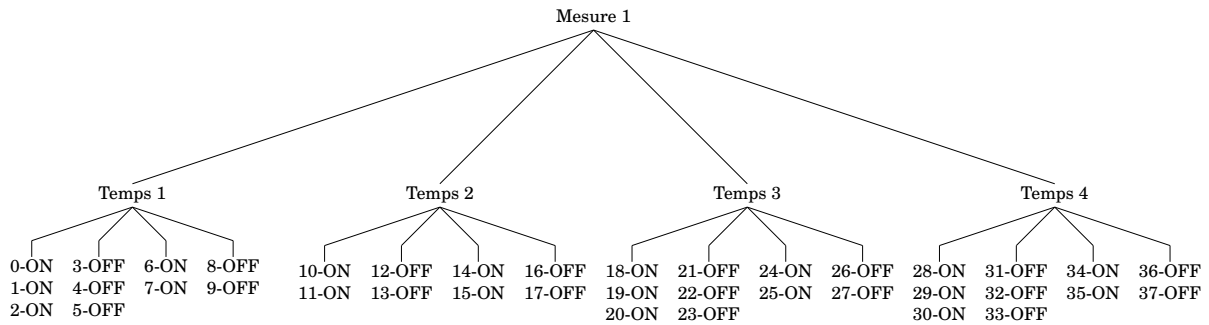 Mesure 1
Temps 1 Temps 2 Temps 3 Temps 4
0-ON 3-OFF 6-ON 8-OFF 10-ON 12-OFF 14-ON 16-OFF 18-ON 21-OFF 24-ON 26-OFF 28-ON 31-OFF 34-ON 36-OFF
1-ON 4-OFF 7-ON 9-OFF 11-ON 13-OFF 15-ON 17-OFF 19-ON 22-OFF 25-ON 27-OFF 29-ON 32-OFF 35-ON 37-OFF
2-ON 5-OFF 20-ON 23-OFF 30-ON 33-OFF